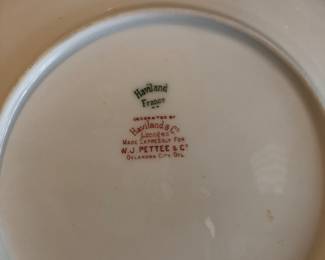 Haviland
France
DECORATED BY
Haviland & Co
Limoges
MADE EXPRESSLY FOR
W.J. PETTEE & Co
OKLAHOMA CITY, OKL.